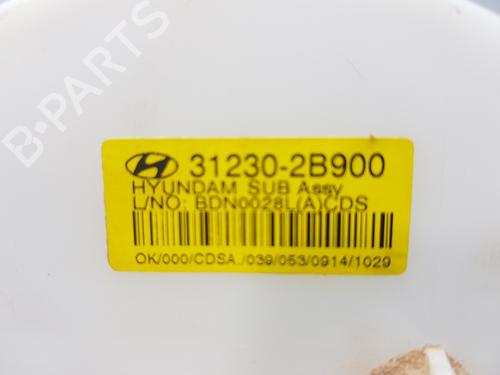 B-PARTS
31230-2B900
HYUNDAM SUB Assy
L/NO: BDN0028L(A)CDS
OK/000/CDSA./039/053/0914/1029